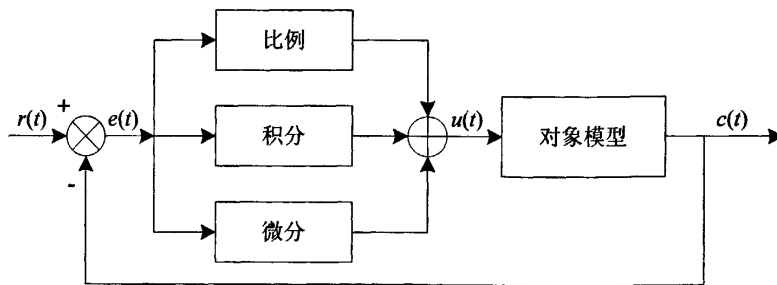 比例
+
r(t)
e(t)
积分
u(t)
对象模型
c(t)
-
微分